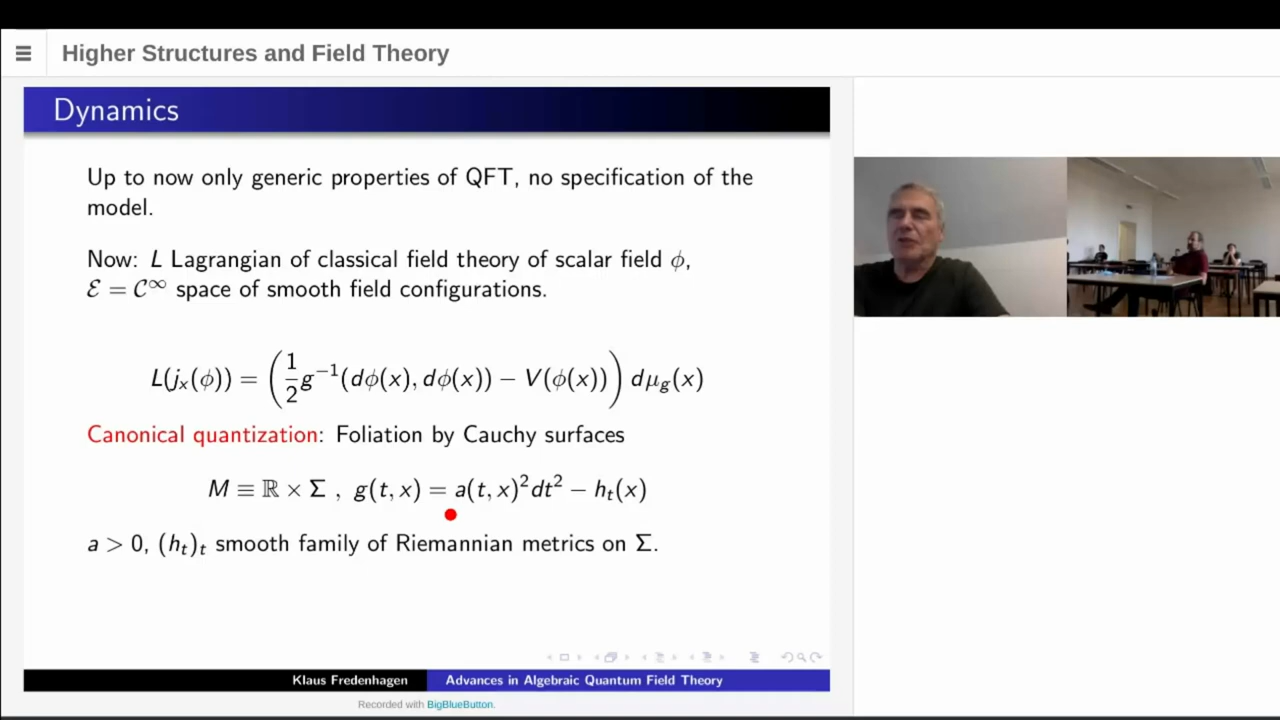 Higher Structures and Field Theory
Dynamics
Up to now only generic properties of QFT, no specification of the
model.
Now: L Lagrangian of classical field theory of scalar field ϕ,
ℰ = 𝒞^∞ space of smooth field configurations.
L(j_x(ϕ)) = (1/2 g^{-1}(dϕ(x), dϕ(x)) − V(ϕ(x))) dμ_g(x)
Canonical quantization: Foliation by Cauchy surfaces
M ≡ ℝ × Σ , g(t, x) = a(t, x)²dt² − h_t(x)
a > 0, (h_t)_t smooth family of Riemannian metrics on Σ.
Klaus Fredenhagen Advances in Algebraic Quantum Field Theory
Recorded with BigBlueButton.